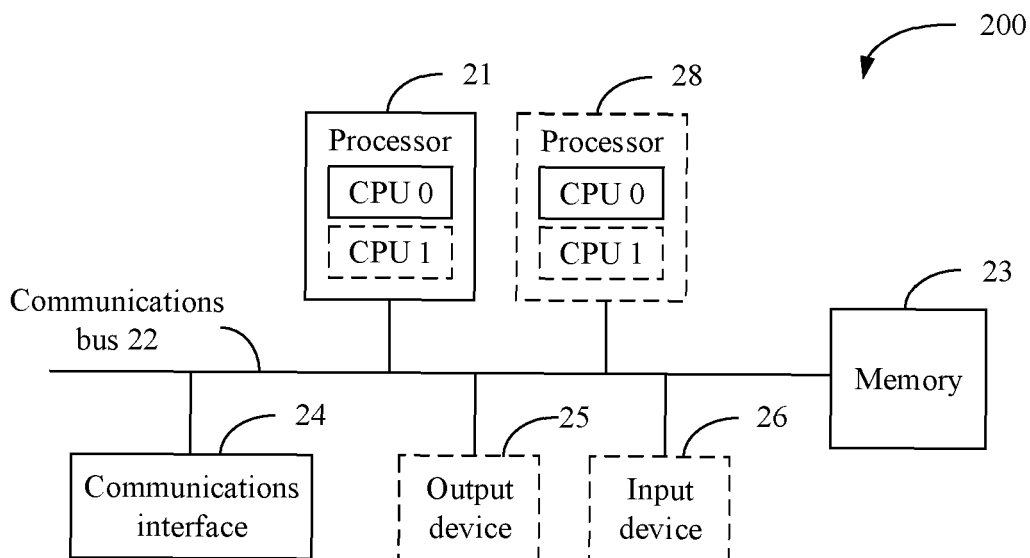 200
21
28
Processor
CPU 0
CPU 1
Processor
CPU 0
CPU 1
23
Communications
bus 22
Memory
24
25
26
Communications
interface
Output
device
Input
device